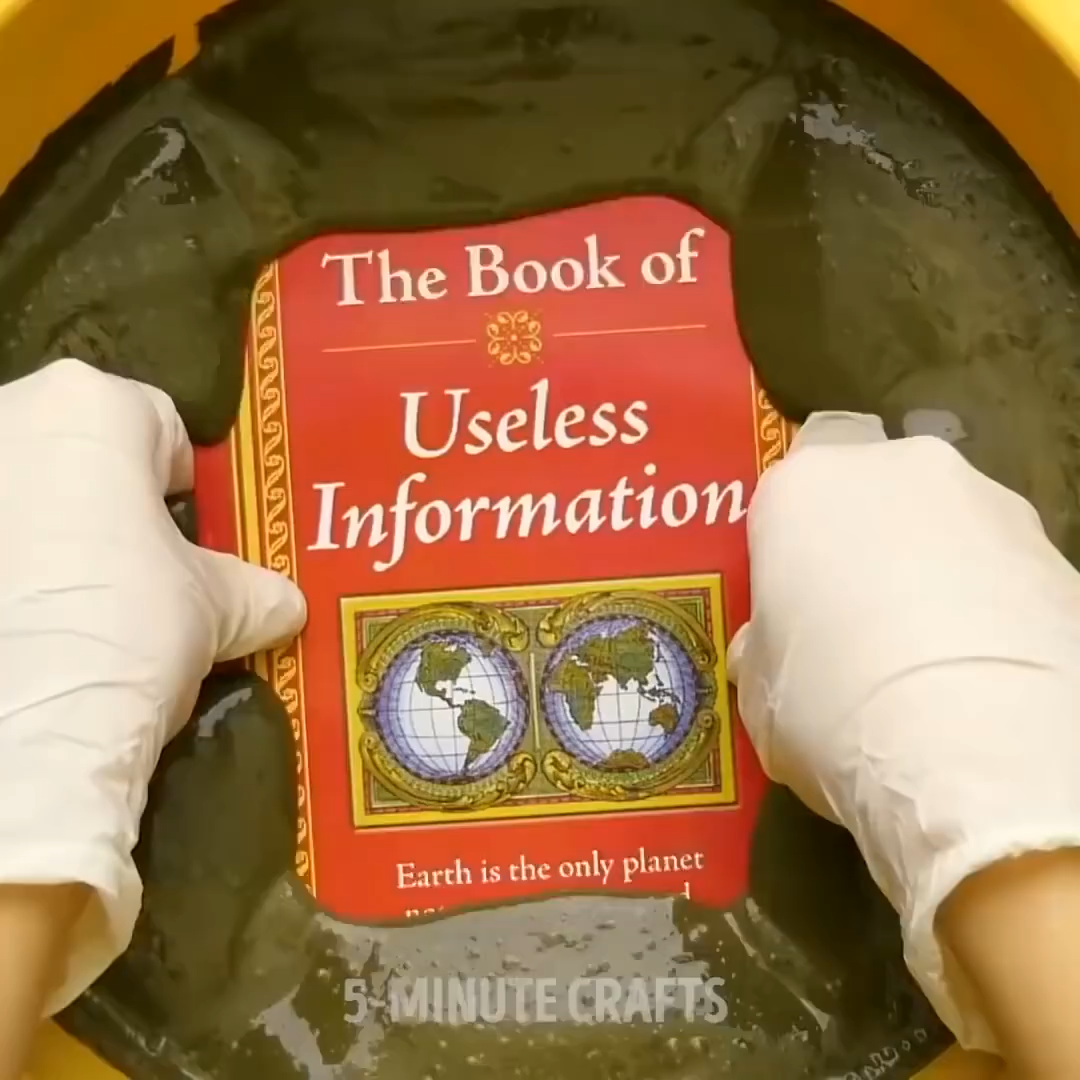 The Book of
Useless
Information
Earth is the only planet
5-MINUTE CRAFTS